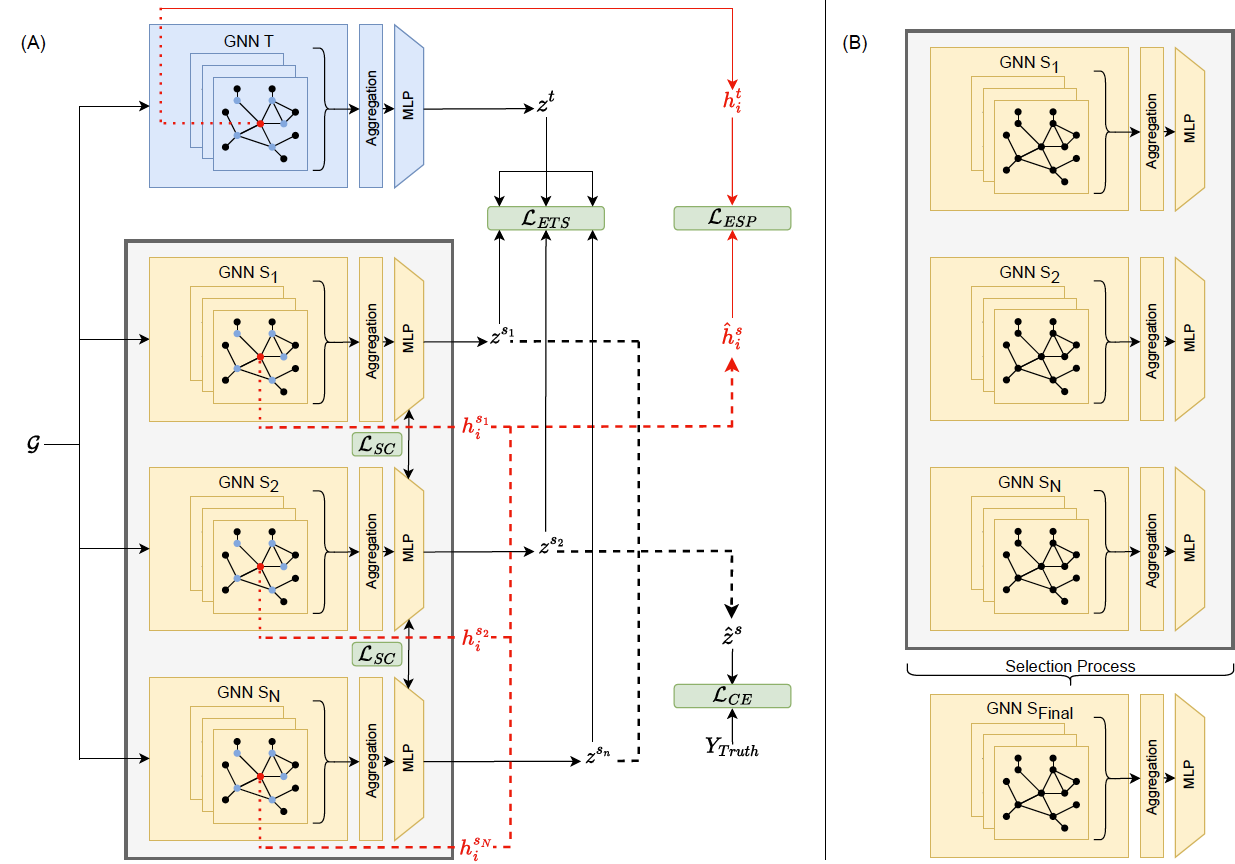 (A)
GNN T
Aggregation
MLP
$z^t$
$h_i^t$
$\mathcal{L}_{ETS}$
$\mathcal{L}_{ESP}$
GNN S$_1$
Aggregation
MLP
$z^{s_1}$
$\hat{h}_i^s$
$h_i^{s_1}$
$\mathcal{G}$
$\mathcal{L}_{SC}$
GNN S$_2$
Aggregation
MLP
$z^{s_2}$
$h_i^{s_2}$
$\hat{z}^s$
$\mathcal{L}_{SC}$
$\mathcal{L}_{CE}$
$Y_{Truth}$
GNN S$_N$
Aggregation
MLP
$z^{s_n}$
$h_i^{s_N}$
(B)
GNN S$_1$
Aggregation
MLP
GNN S$_2$
Aggregation
MLP
GNN S$_N$
Aggregation
MLP
Selection Process
GNN S$_{Final}$
Aggregation
MLP